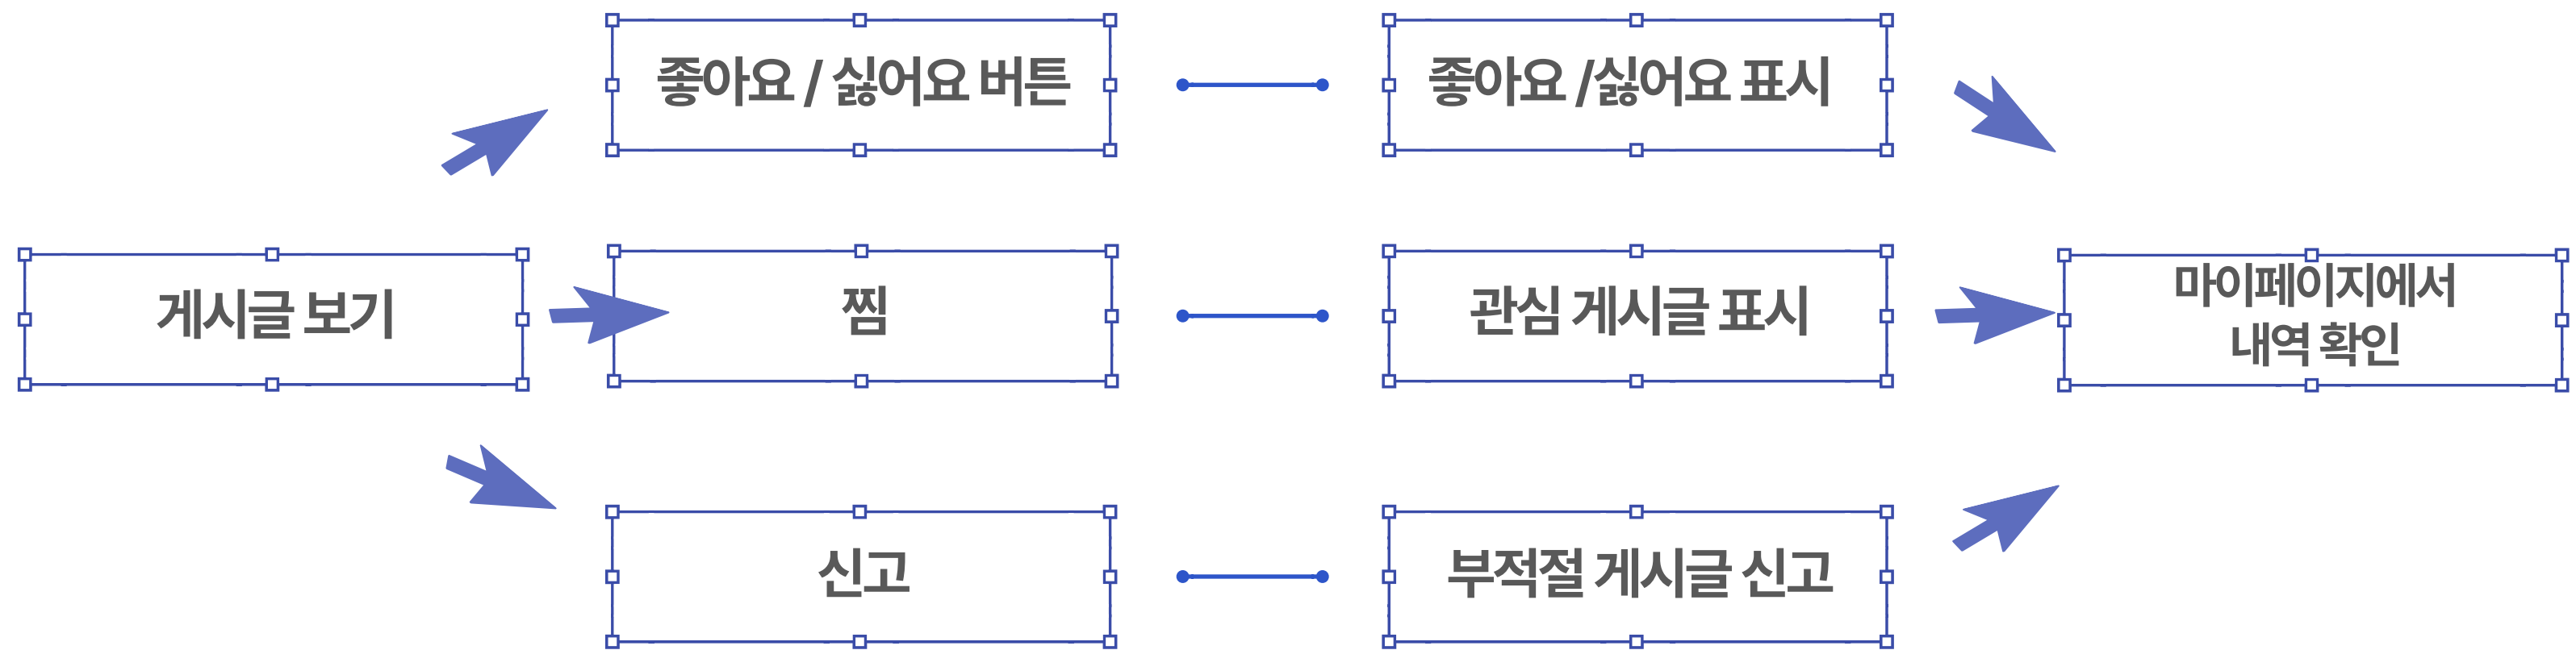 좋아요 / 싫어요 버튼
좋아요 /싫어요 표시
게시글 보기
찜
관심 게시글 표시
마이페이지에서
내역 확인
신고
부적절 게시글 신고